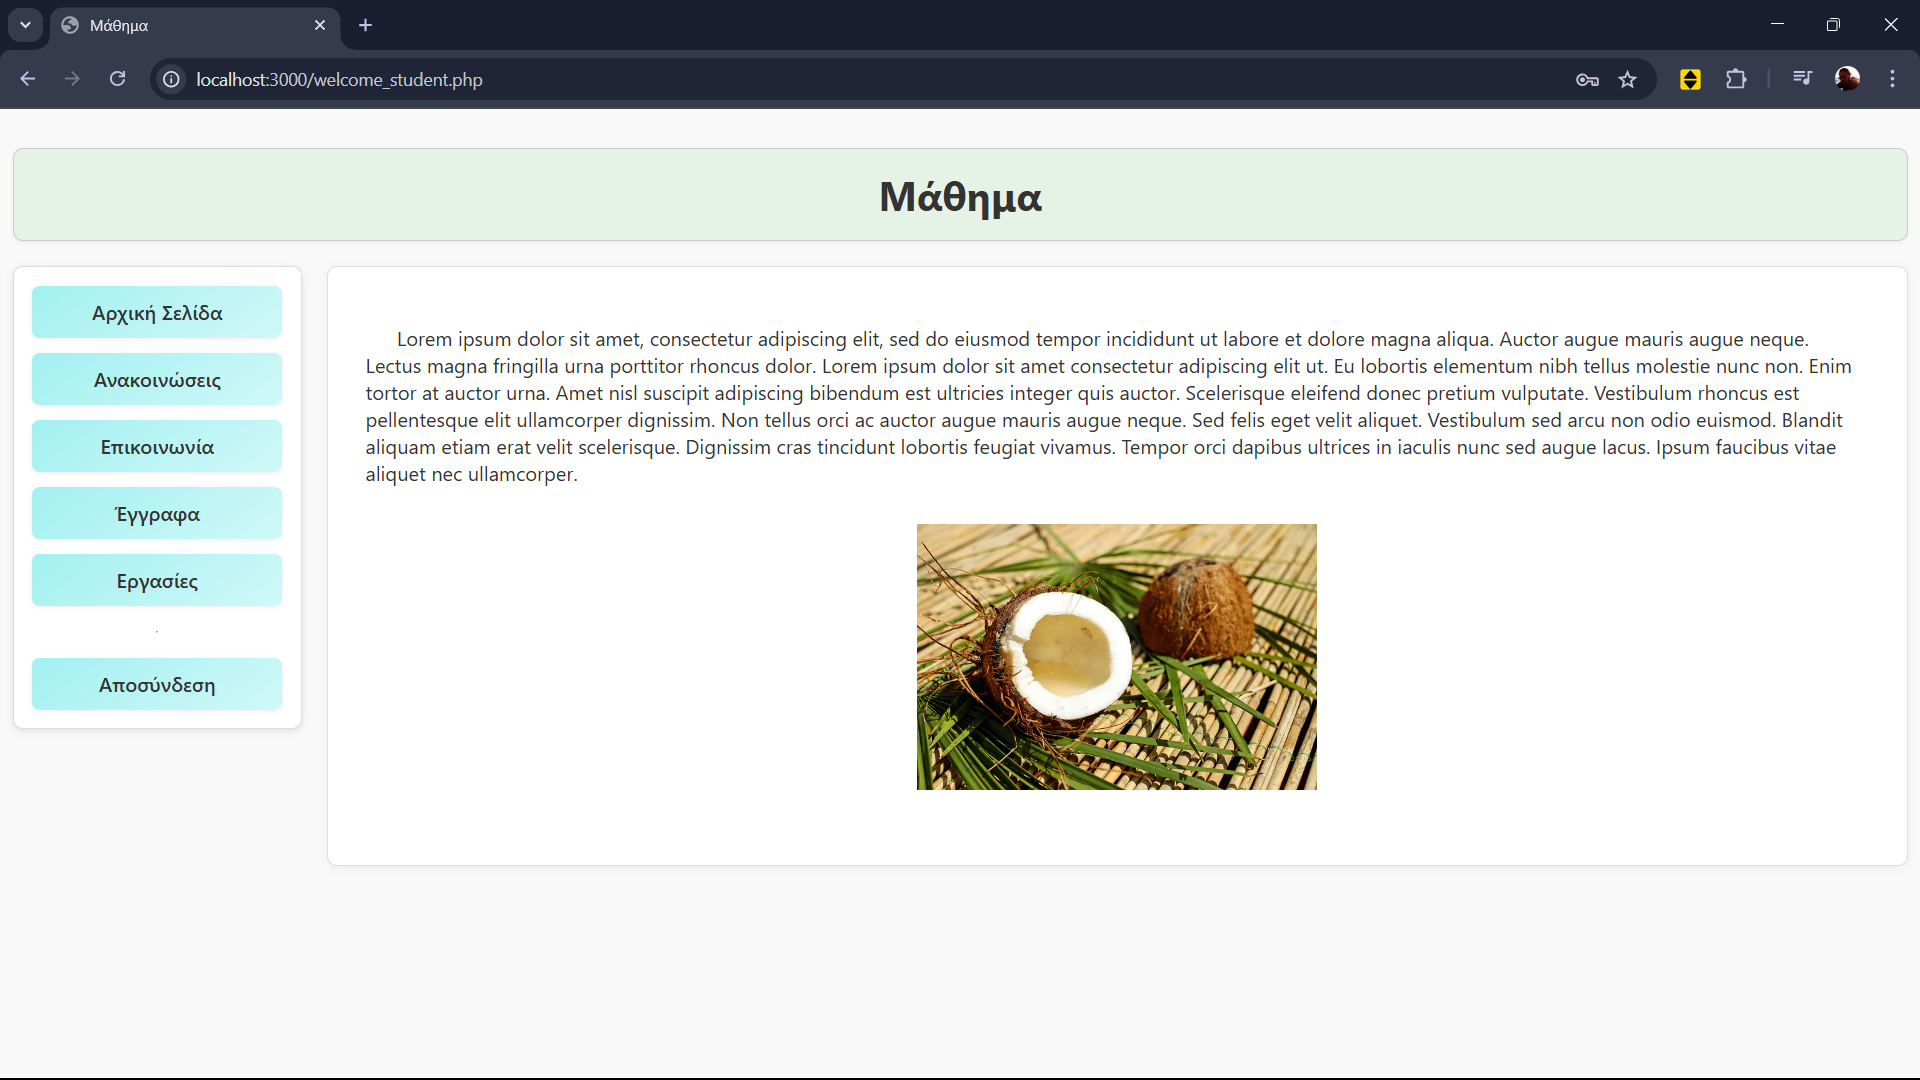 Μάθημα
localhost:3000/welcome_student.php
Μάθημα
Αρχική Σελίδα
Ανακοινώσεις
Επικοινωνία
Έγγραφα
Εργασίες
Αποσύνδεση
Lorem ipsum dolor sit amet, consectetur adipiscing elit, sed do eiusmod tempor incididunt ut labore et dolore magna aliqua. Auctor augue mauris augue neque.
Lectus magna fringilla urna porttitor rhoncus dolor. Lorem ipsum dolor sit amet consectetur adipiscing elit ut. Eu lobortis elementum nibh tellus molestie nunc non. Enim
tortor at auctor urna. Amet nisl suscipit adipiscing bibendum est ultricies integer quis auctor. Scelerisque eleifend donec pretium vulputate. Vestibulum rhoncus est
pellentesque elit ullamcorper dignissim. Non tellus orci ac auctor augue mauris augue neque. Sed felis eget velit aliquet. Vestibulum sed arcu non odio euismod. Blandit
aliquam etiam erat velit scelerisque. Dignissim cras tincidunt lobortis feugiat vivamus. Tempor orci dapibus ultrices in iaculis nunc sed augue lacus. Ipsum faucibus vitae
aliquet nec ullamcorper.